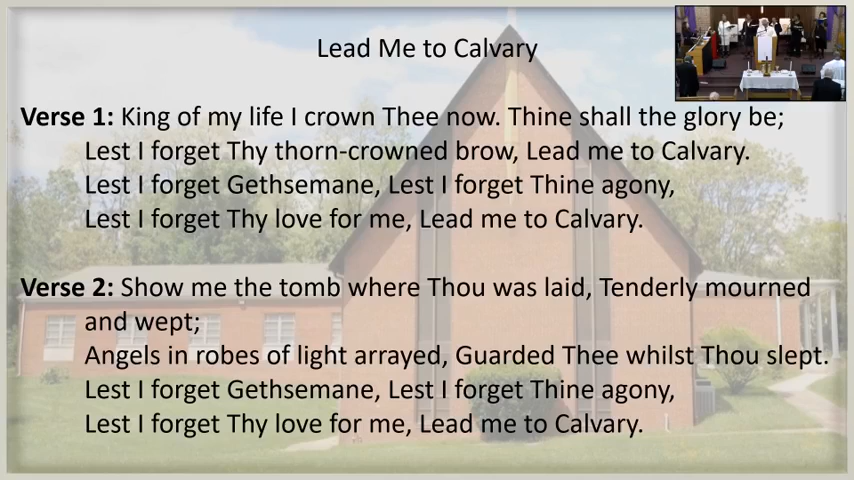 Lead Me to Calvary
Verse 1: King of my life I crown Thee now. Thine shall the glory be;
Lest I forget Thy thorn-crowned brow, Lead me to Calvary.
Lest I forget Gethsemane, Lest I forget Thine agony,
Lest I forget Thy love for me, Lead me to Calvary.
Verse 2: Show me the tomb where Thou was laid, Tenderly mourned
and wept;
Angels in robes of light arrayed, Guarded Thee whilst Thou slept.
Lest I forget Gethsemane, Lest I forget Thine agony,
Lest I forget Thy love for me, Lead me to Calvary.